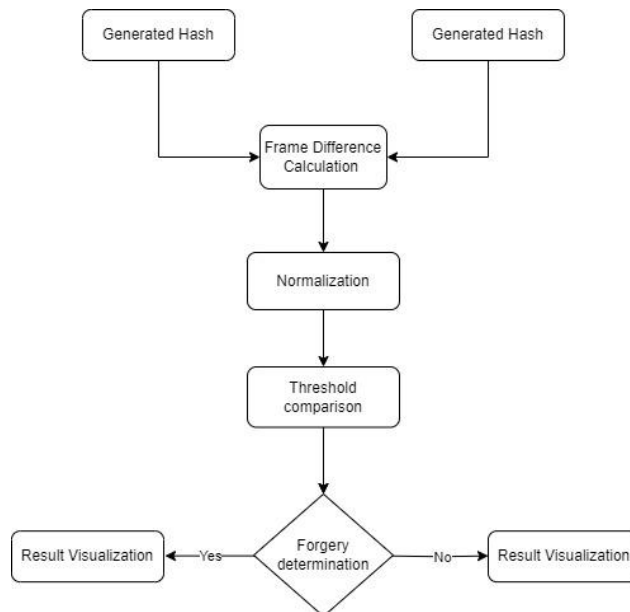 Generated Hash
Generated Hash
Frame Difference
Calculation
Normalization
Threshold
comparison
Forgery
determination
Result Visualization
Yes
No
Result Visualization